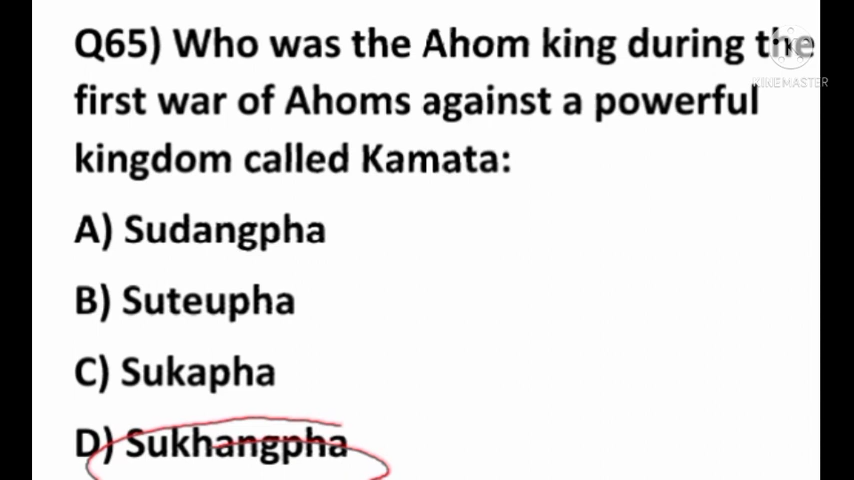 Q65) Who was the Ahom king during the
first war of Ahoms against a powerful
kingdom called Kamata:
A) Sudangpha
B) Suteupha
C) Sukapha
D) Sukhangpha
KINEMASTER